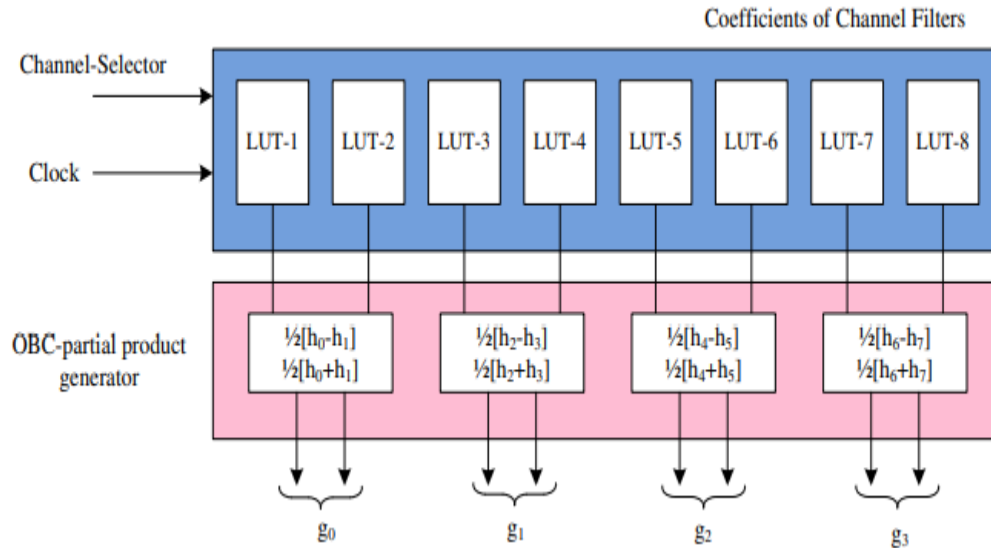 Coefficients of Channel Filters
Channel-Selector
Clock
LUT-1 LUT-2 LUT-3 LUT-4 LUT-5 LUT-6 LUT-7 LUT-8
OBC-partial product
generator
½[h₀-h₁] ½[h₂-h₃] ½[h₄-h₅] ½[h₆-h₇]
½[h₀+h₁] ½[h₂+h₃] ½[h₄+h₅] ½[h₆+h₇]
g₀ g₁ g₂ g₃